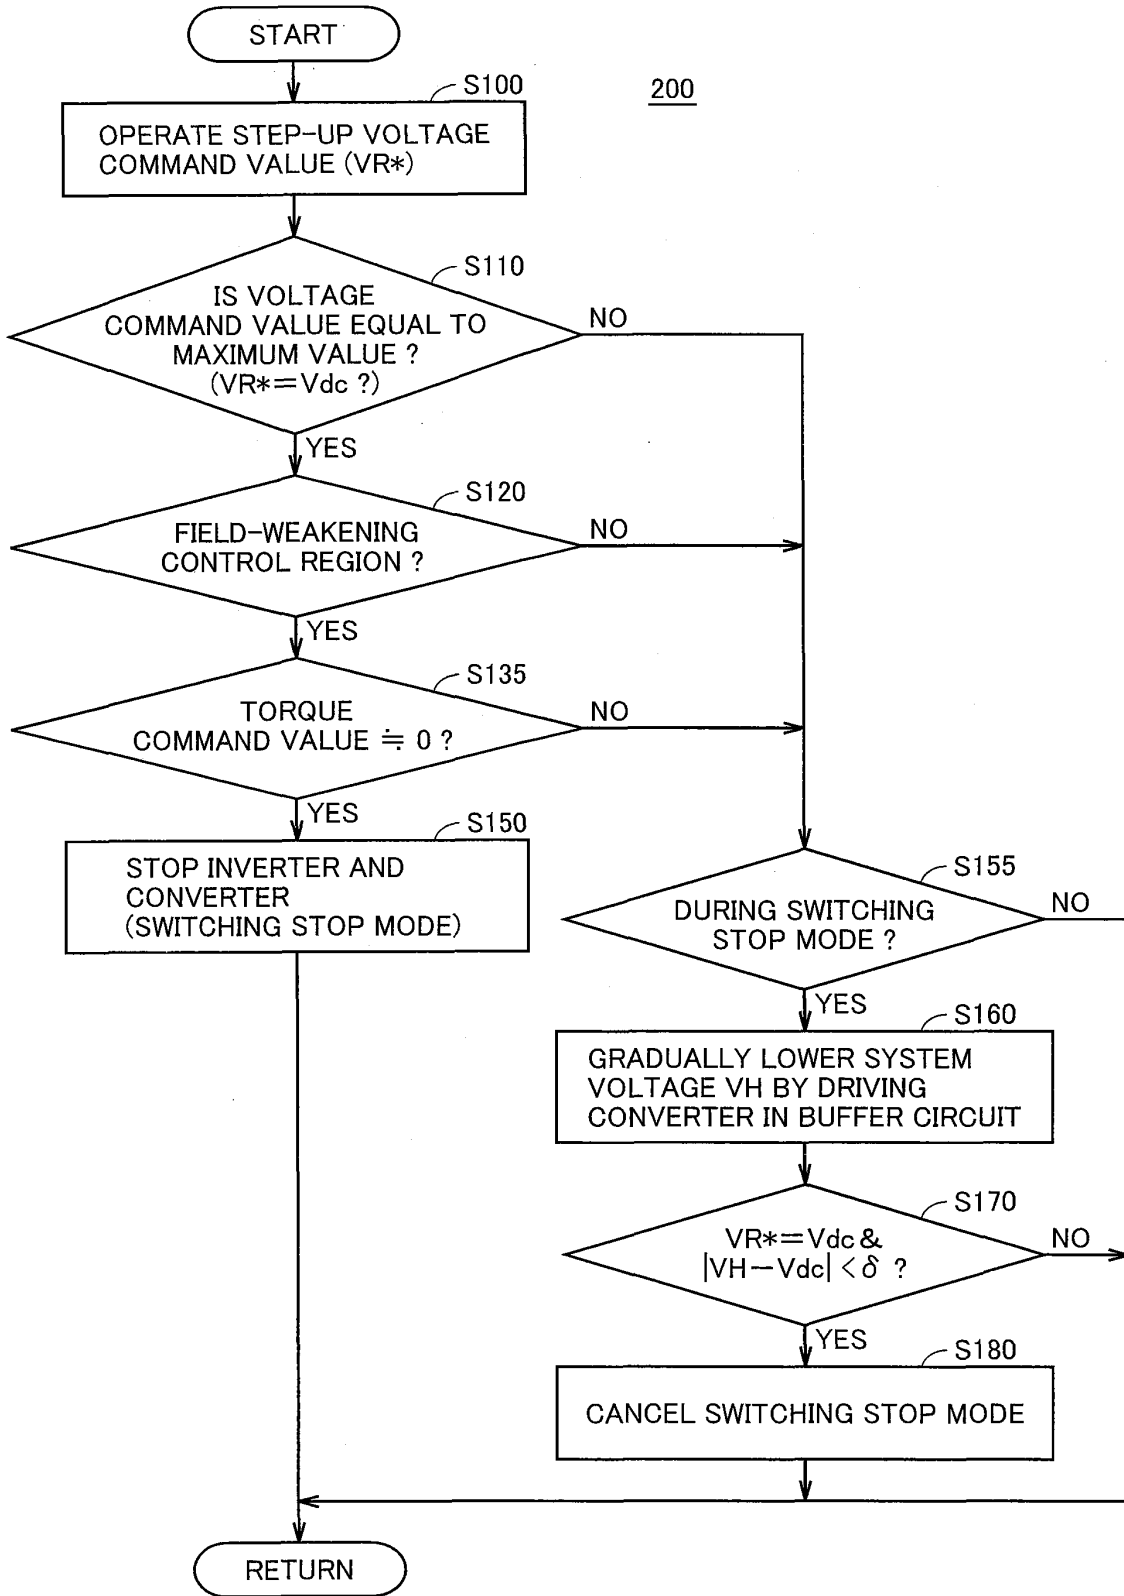 START
200
S100
OPERATE STEP-UP VOLTAGE
COMMAND VALUE (VR*)
S110
IS VOLTAGE
COMMAND VALUE EQUAL TO
MAXIMUM VALUE ?
(VR*=Vdc ?)
NO
YES
S120
FIELD-WEAKENING
CONTROL REGION ?
NO
YES
S135
TORQUE
COMMAND VALUE ≒ 0 ?
NO
YES
S150
STOP INVERTER AND
CONVERTER
(SWITCHING STOP MODE)
S155
DURING SWITCHING
STOP MODE ?
NO
YES
S160
GRADUALLY LOWER SYSTEM
VOLTAGE VH BY DRIVING
CONVERTER IN BUFFER CIRCUIT
S170
VR*=Vdc &
|VH-Vdc| <δ ?
NO
YES
S180
CANCEL SWITCHING STOP MODE
RETURN